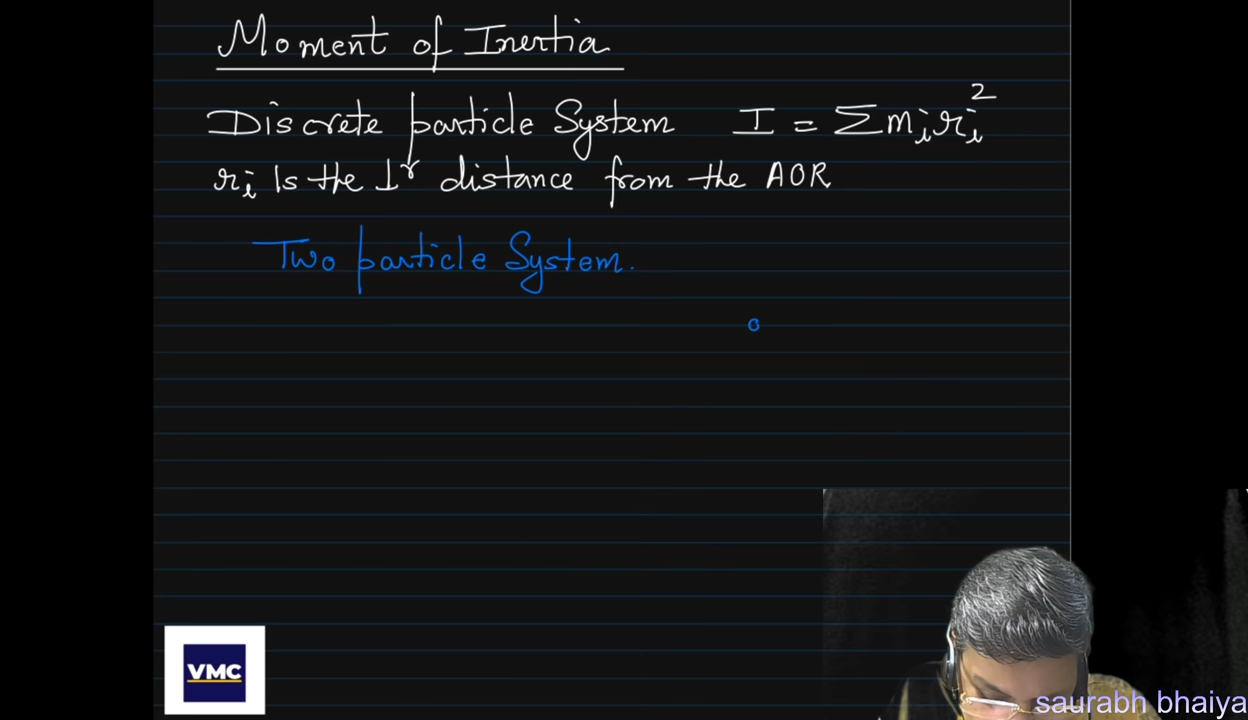 Moment of Inertia
Discrete particle System I = Σmᵢrᵢ²
rᵢ is the ⊥ʳ distance from the AOR
Two particle System.
VMC
saurabh bhaiya